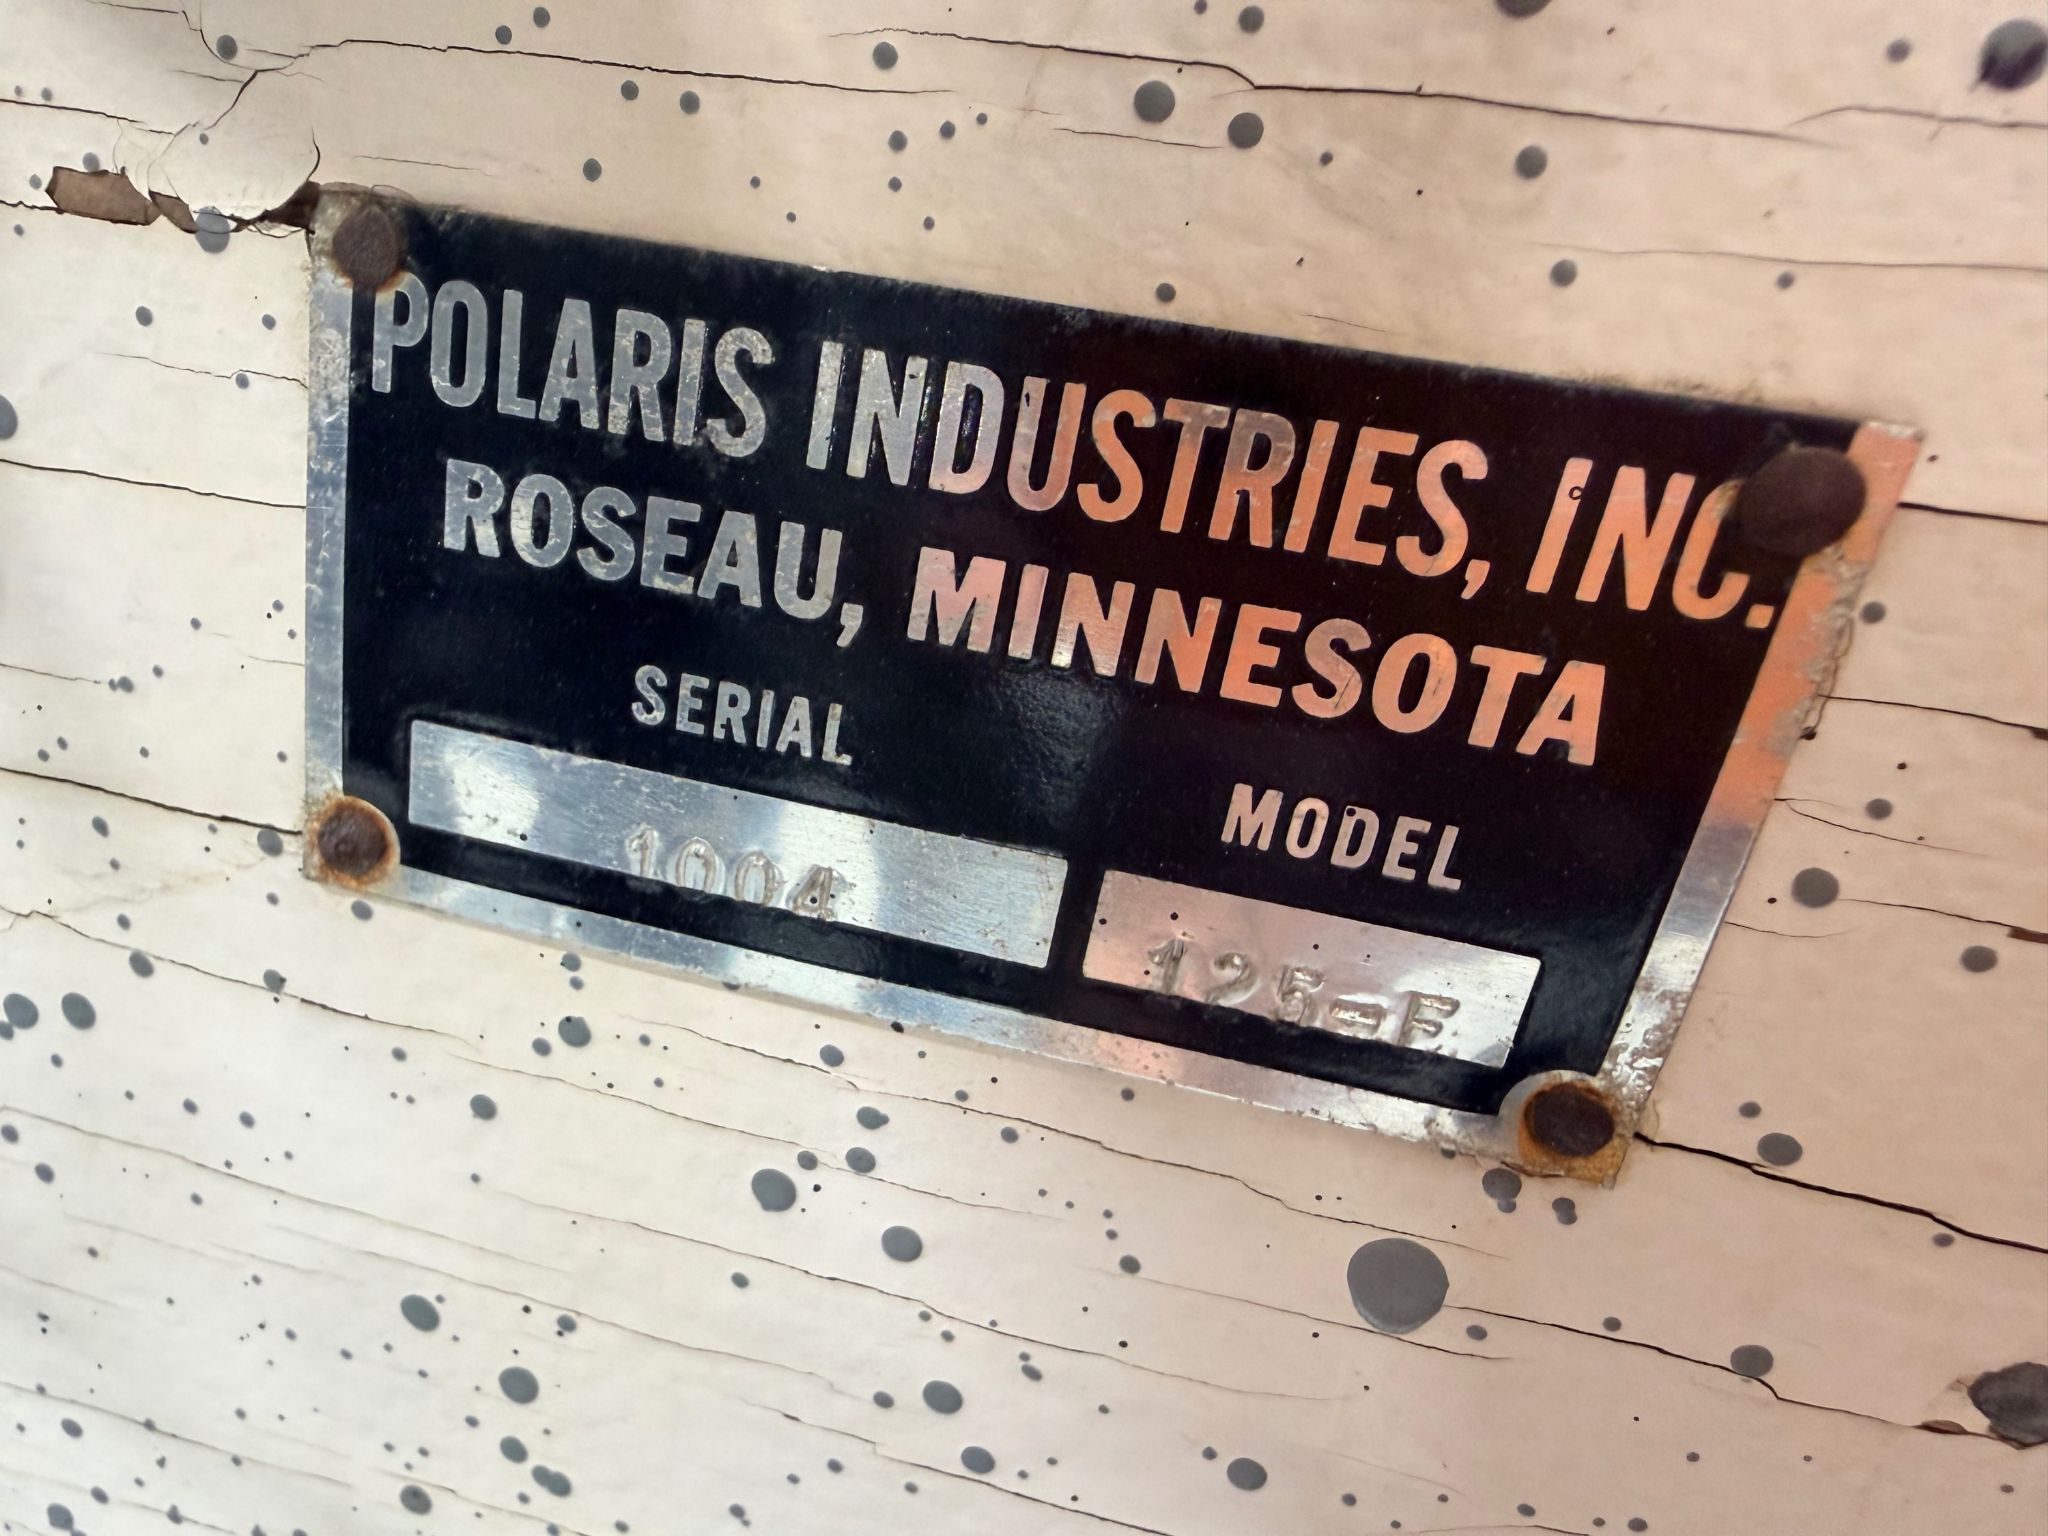 POLARIS INDUSTRIES, INC.
ROSEAU, MINNESOTA
SERIAL
1004
MODEL
125-F